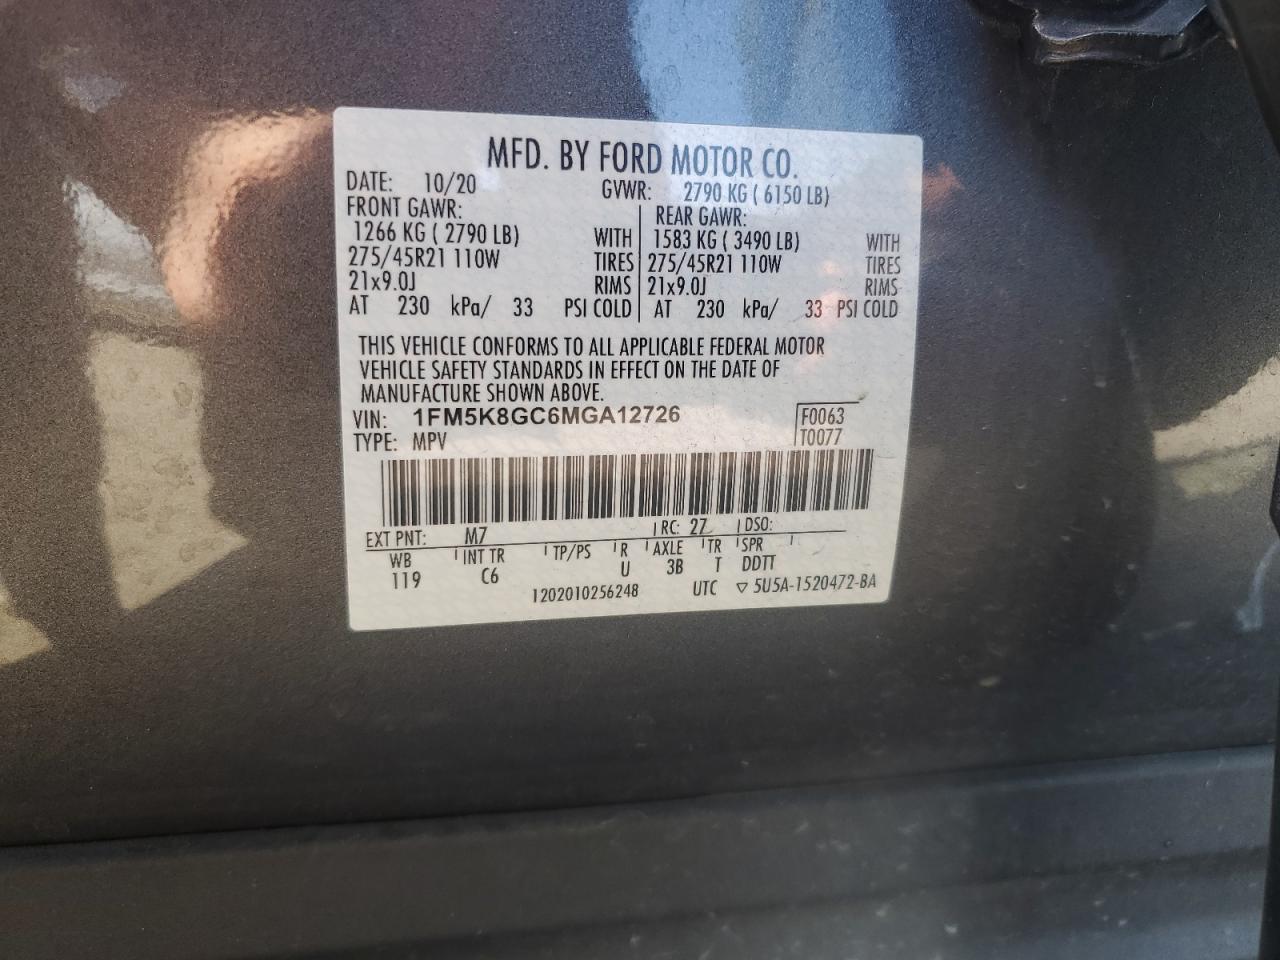 MFD. BY FORD MOTOR CO.
DATE: 10/20 GVWR: 2790 KG ( 6150 LB)
FRONT GAWR: REAR GAWR:
1266 KG ( 2790 LB) WITH 1583 KG ( 3490 LB) WITH
275/45R21 110W TIRES 275/45R21 110W TIRES
21x9.0J RIMS 21x9.0J RIMS
AT 230 kPa/ 33 PSI COLD AT 230 kPa/ 33 PSI COLD
THIS VEHICLE CONFORMS TO ALL APPLICABLE FEDERAL MOTOR
VEHICLE SAFETY STANDARDS IN EFFECT ON THE DATE OF
MANUFACTURE SHOWN ABOVE.
VIN: 1FM5K8GC6MGA12726 F0063
TYPE: MPV T0077
EXT PNT: M7 RC: 27 DSO:
WB INT TR TP/PS R AXLE TR SPR
119 C6 U 3B T DDTT
1202010256248 UTC ▽ 5U5A-1520472-BA